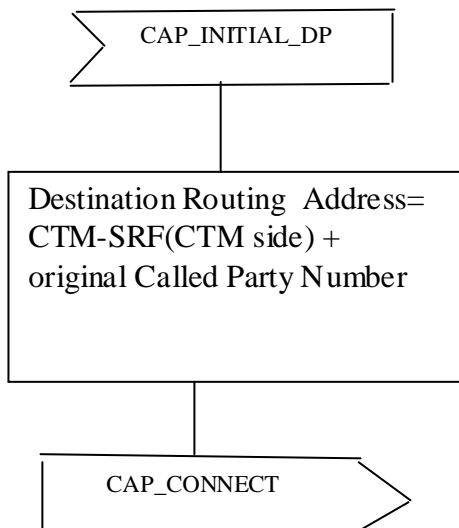 CAP_INITIAL_DP
Destination Routing Address=
CTM-SRF(CTM side) +
original Called Party Number
CAP_CONNECT